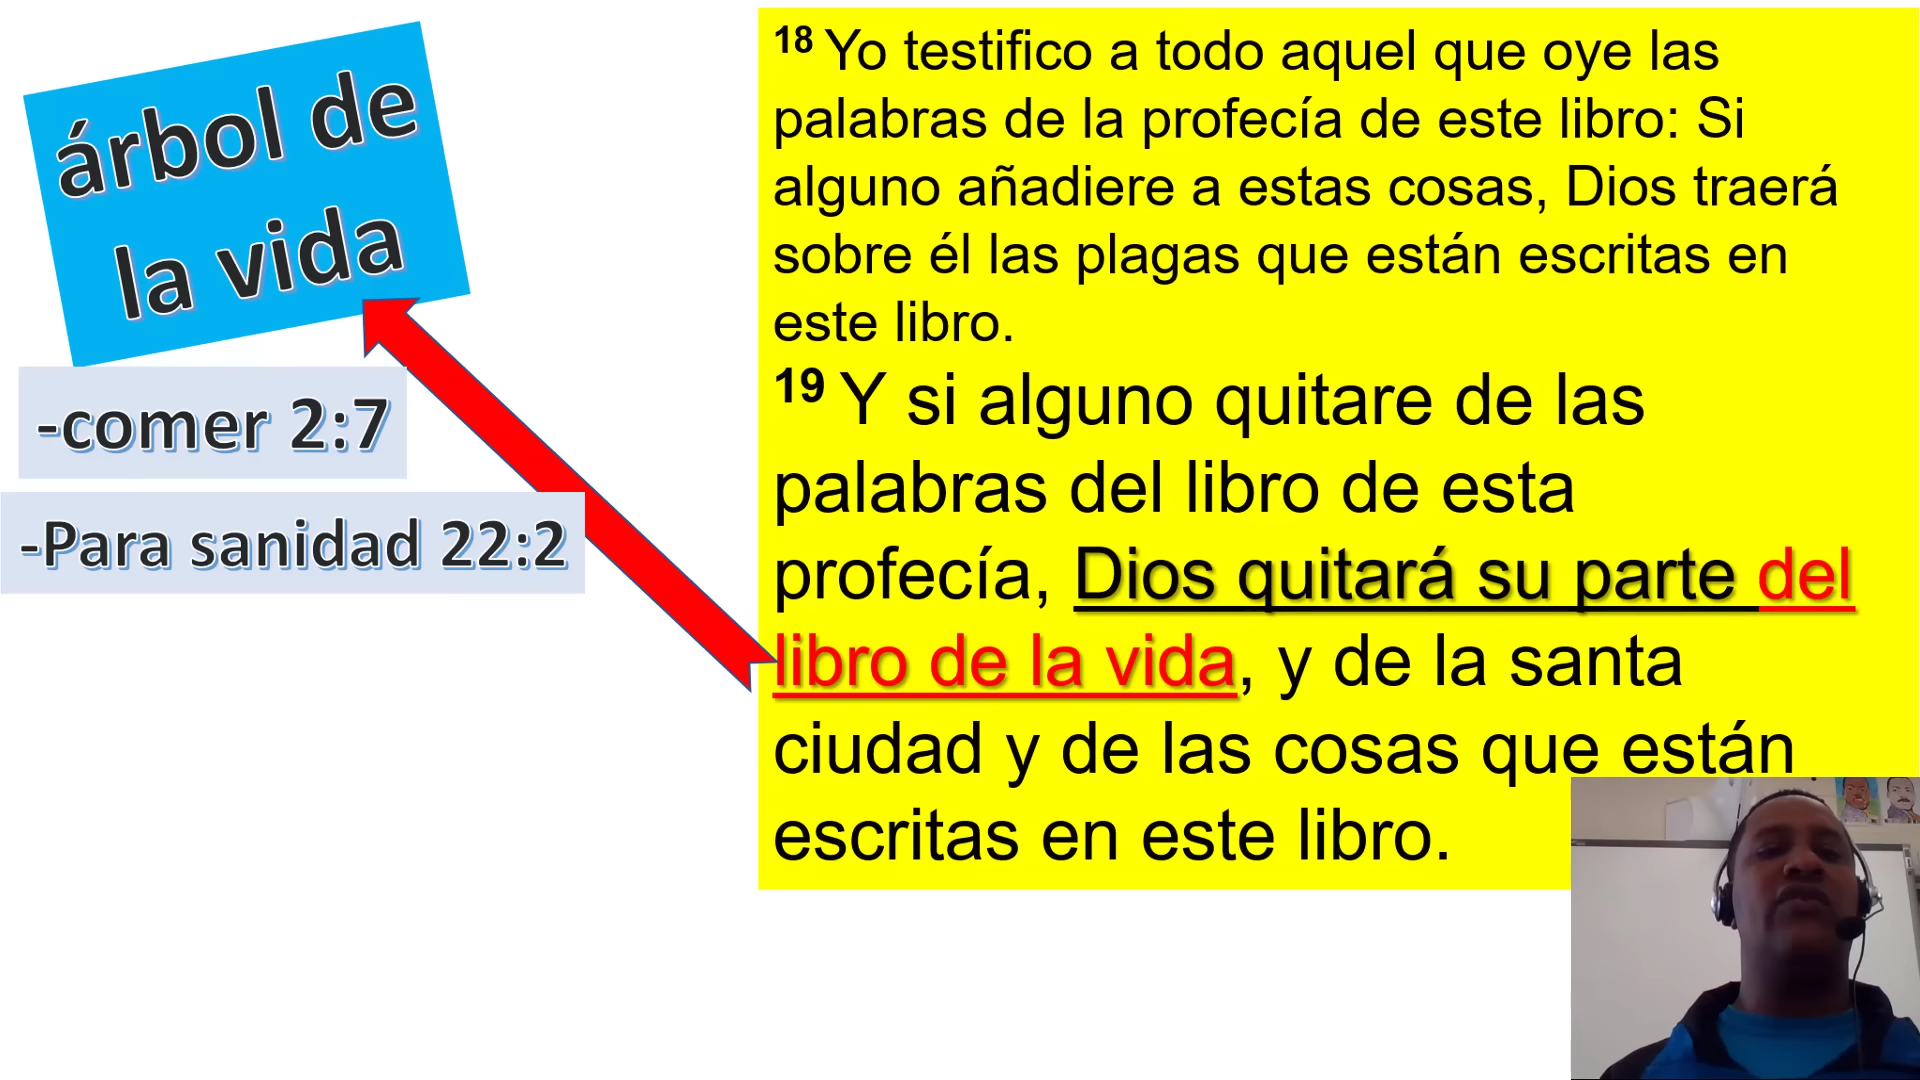 árbol de
la vida
-comer 2:7
-Para sanidad 22:2
18 Yo testifico a todo aquel que oye las
palabras de la profecía de este libro: Si
alguno añadiere a estas cosas, Dios traerá
sobre él las plagas que están escritas en
este libro.
19 Y si alguno quitare de las
palabras del libro de esta
profecía, Dios quitará su parte del
libro de la vida, y de la santa
ciudad y de las cosas que están
escritas en este libro.